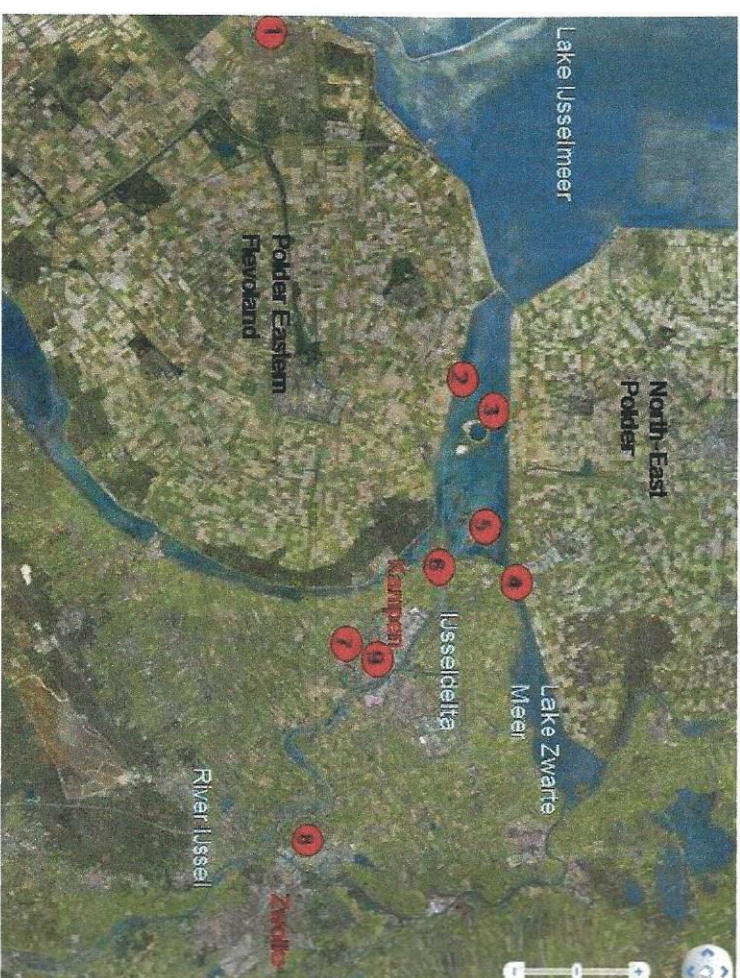 North-East
Polder
Lake IJsselmeer
Lake Zwarte
Meer
4
3
5
2
IJsseldelta
6
Kampen
9
7
8
Polder Eastern
Flevoland
Zwolle
1
River IJssel